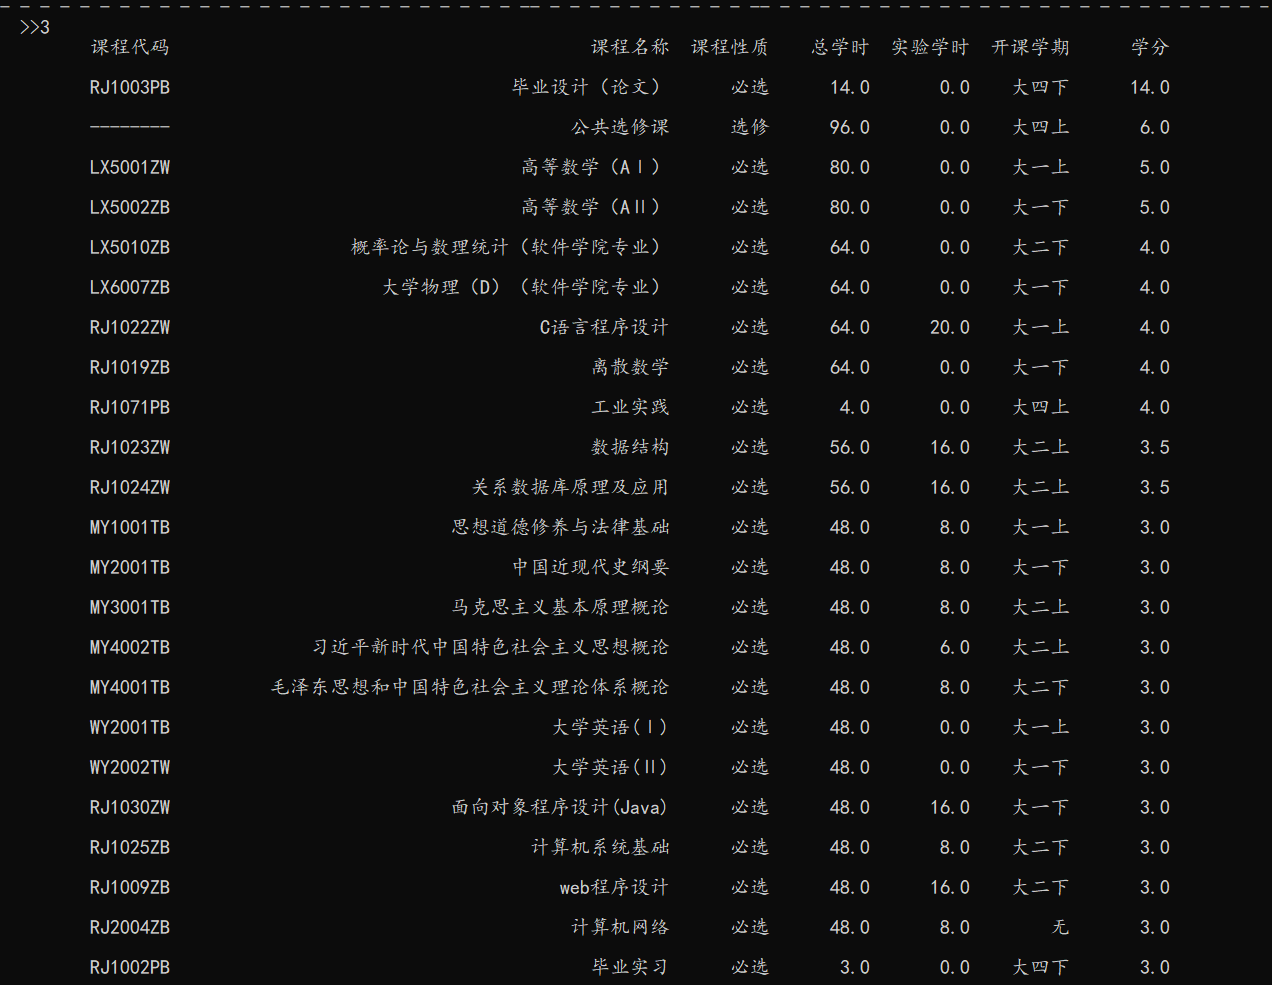 >>3
课程代码 课程名称 课程性质 总学时 实验学时 开课学期 学分
RJ1003PB 毕业设计（论文） 必选 14.0 0.0 大四下 14.0
-------- 公共选修课 选修 96.0 0.0 大四上 6.0
LX5001ZW 高等数学（AⅠ） 必选 80.0 0.0 大一上 5.0
LX5002ZB 高等数学（AⅡ） 必选 80.0 0.0 大一下 5.0
LX5010ZB 概率论与数理统计（软件学院专业） 必选 64.0 0.0 大二下 4.0
LX6007ZB 大学物理（D）（软件学院专业） 必选 64.0 0.0 大一下 4.0
RJ1022ZW C语言程序设计 必选 64.0 20.0 大一上 4.0
RJ1019ZB 离散数学 必选 64.0 0.0 大一下 4.0
RJ1071PB 工业实践 必选 4.0 0.0 大四上 4.0
RJ1023ZW 数据结构 必选 56.0 16.0 大二上 3.5
RJ1024ZW 关系数据库原理及应用 必选 56.0 16.0 大二上 3.5
MY1001TB 思想道德修养与法律基础 必选 48.0 8.0 大一上 3.0
MY2001TB 中国近现代史纲要 必选 48.0 8.0 大一下 3.0
MY3001TB 马克思主义基本原理概论 必选 48.0 8.0 大二上 3.0
MY4002TB 习近平新时代中国特色社会主义思想概论 必选 48.0 6.0 大二上 3.0
MY4001TB 毛泽东思想和中国特色社会主义理论体系概论 必选 48.0 8.0 大二下 3.0
WY2001TB 大学英语(Ⅰ) 必选 48.0 0.0 大一上 3.0
WY2002TW 大学英语(Ⅱ) 必选 48.0 0.0 大一下 3.0
RJ1030ZW 面向对象程序设计(Java) 必选 48.0 16.0 大一下 3.0
RJ1025ZB 计算机系统基础 必选 48.0 8.0 大二下 3.0
RJ1009ZB web程序设计 必选 48.0 16.0 大二下 3.0
RJ2004ZB 计算机网络 必选 48.0 8.0 无 3.0
RJ1002PB 毕业实习 必选 3.0 0.0 大四下 3.0